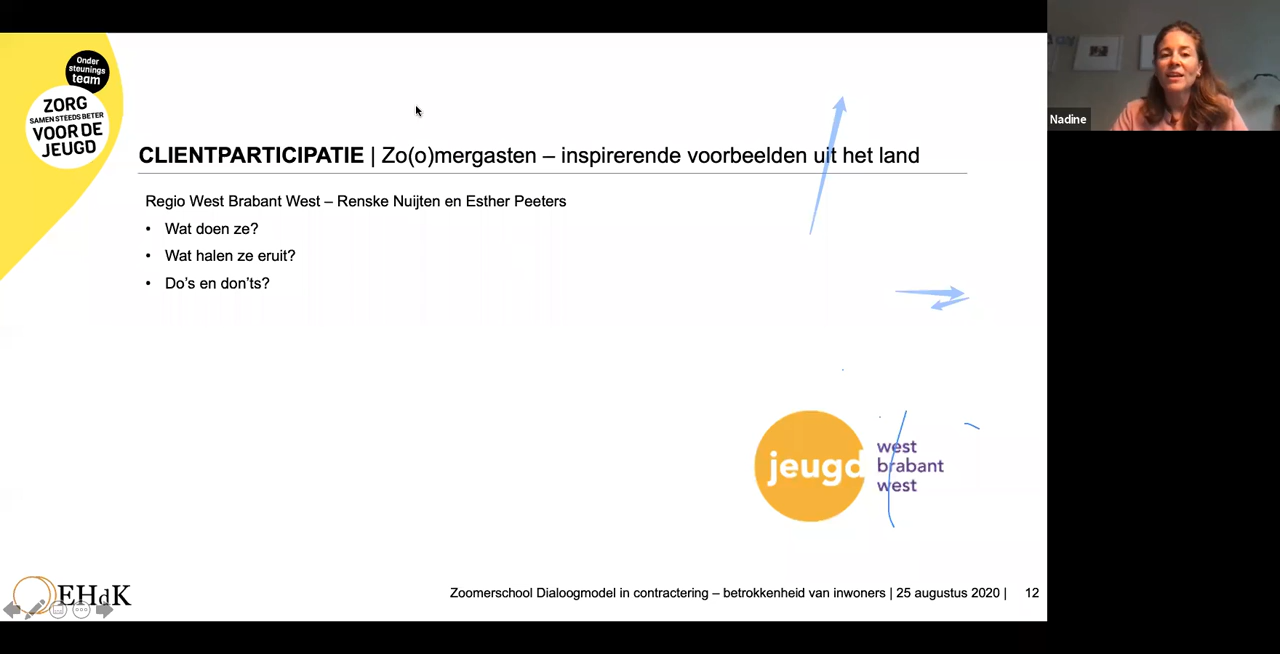 Onder
steunings
team
ZORG
SAMEN STEEDS BETER
VOOR DE
JEUGD
Nadine
CLIENTPARTICIPATIE | Zo(o)mergasten – inspirerende voorbeelden uit het land
Regio West Brabant West – Renske Nuijten en Esther Peeters
• Wat doen ze?
• Wat halen ze eruit?
• Do’s en don’ts?
jeugd
west
brabant
west
EHdK
Zoomerschool Dialoogmodel in contractering – betrokkenheid van inwoners | 25 augustus 2020 | 12